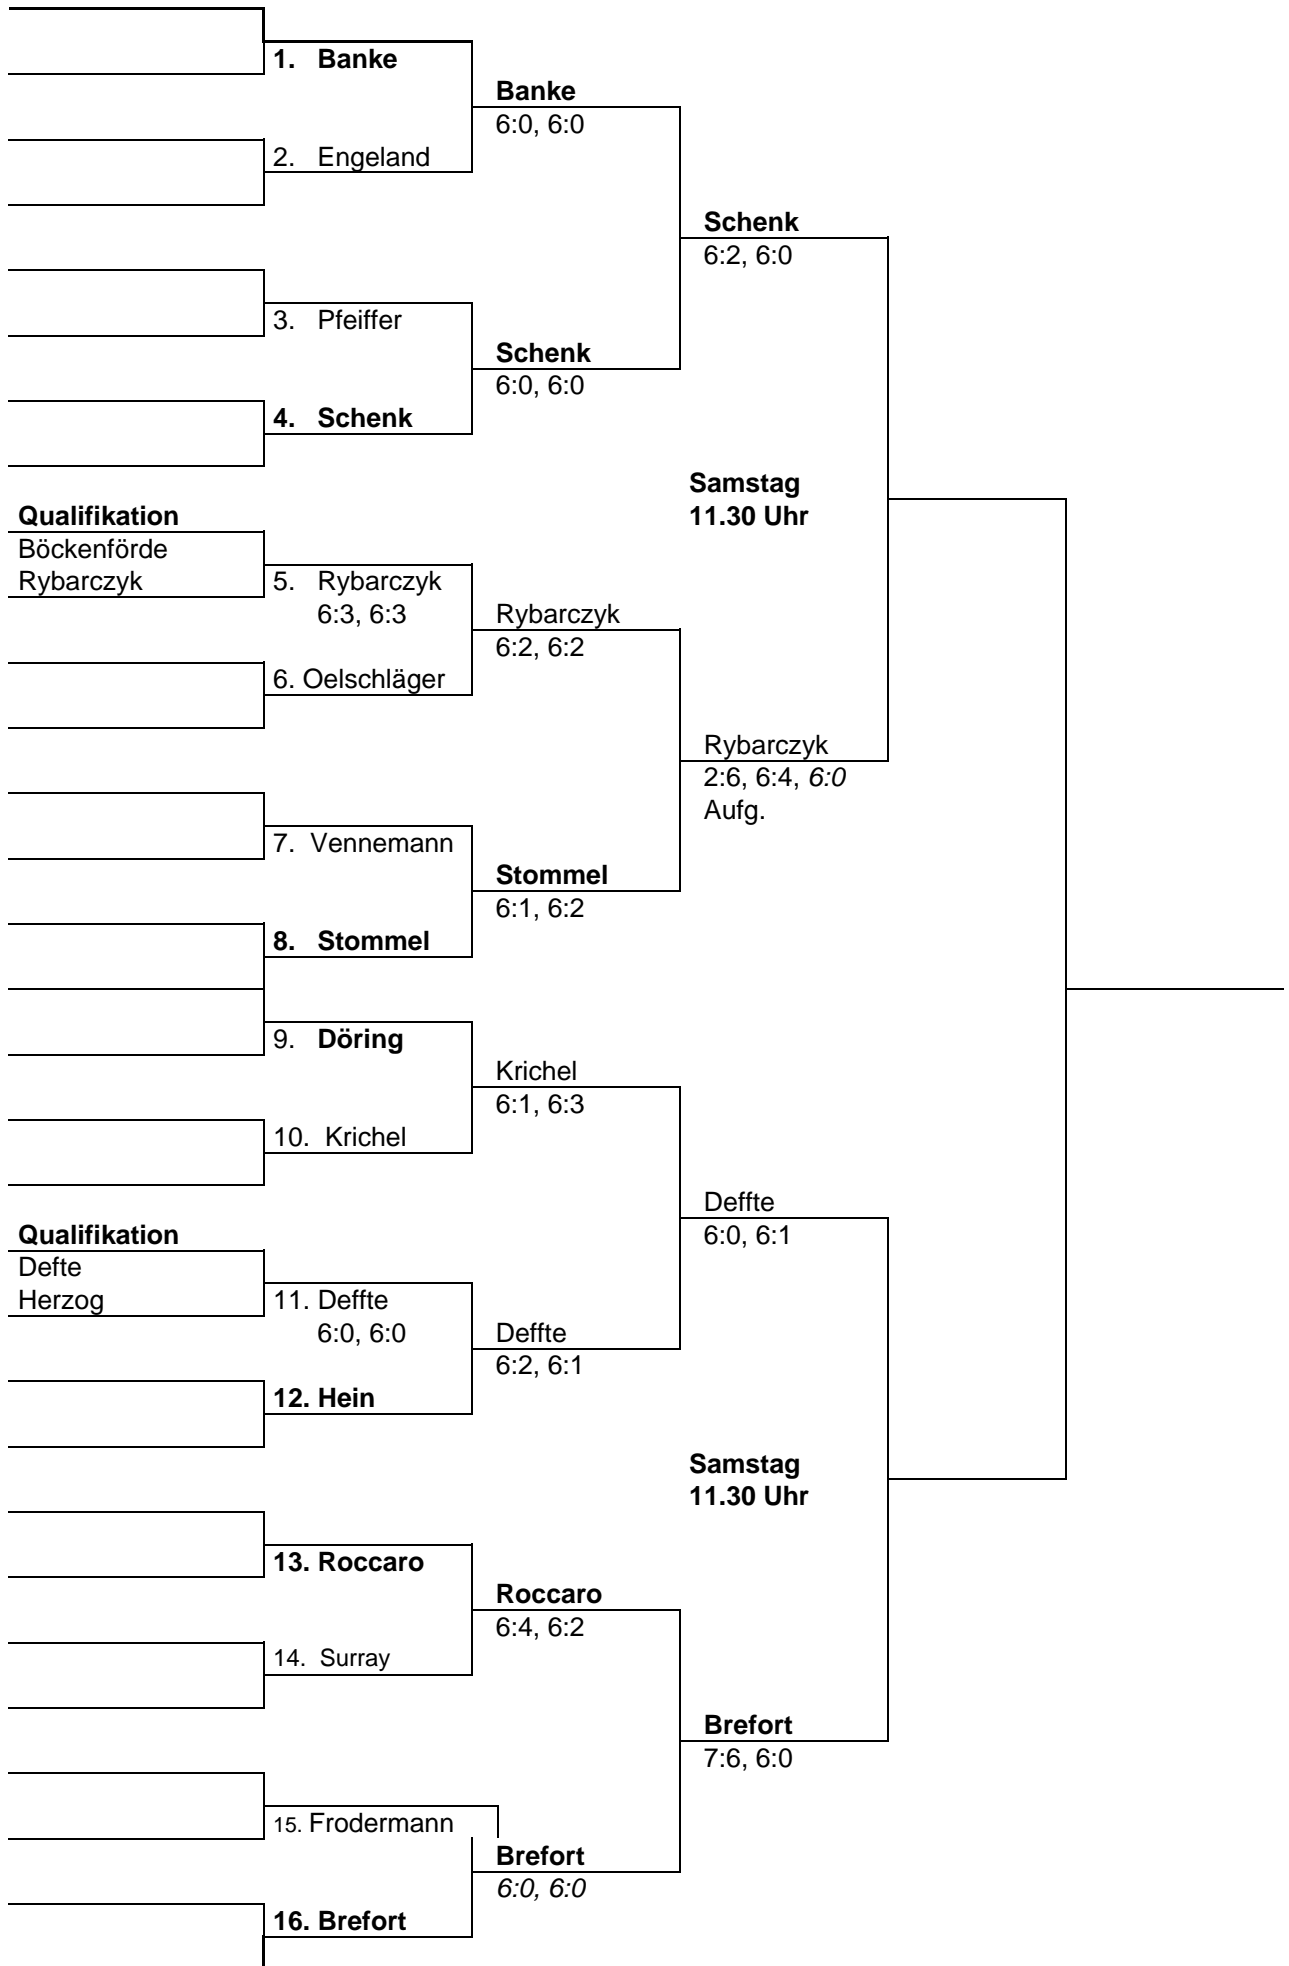 1. Banke
Banke
6:0, 6:0
2. Engeland
Schenk
6:2, 6:0
3. Pfeiffer
Schenk
6:0, 6:0
4. Schenk
Samstag
11.30 Uhr
Qualifikation
Böckenförde
Rybarczyk
5. Rybarczyk
6:3, 6:3
Rybarczyk
6:2, 6:2
6. Oelschläger
Rybarczyk
2:6, 6:4, 6:0
Aufg.
7. Vennemann
Stommel
6:1, 6:2
8. Stommel
9. Döring
Krichel
6:1, 6:3
10. Krichel
Deffte
6:0, 6:1
Qualifikation
Defte
Herzog
11. Deffte
6:0, 6:0
Deffte
6:2, 6:1
12. Hein
Samstag
11.30 Uhr
13. Roccaro
Roccaro
6:4, 6:2
14. Surray
Brefort
7:6, 6:0
15. Frodermann
Brefort
6:0, 6:0
16. Brefort